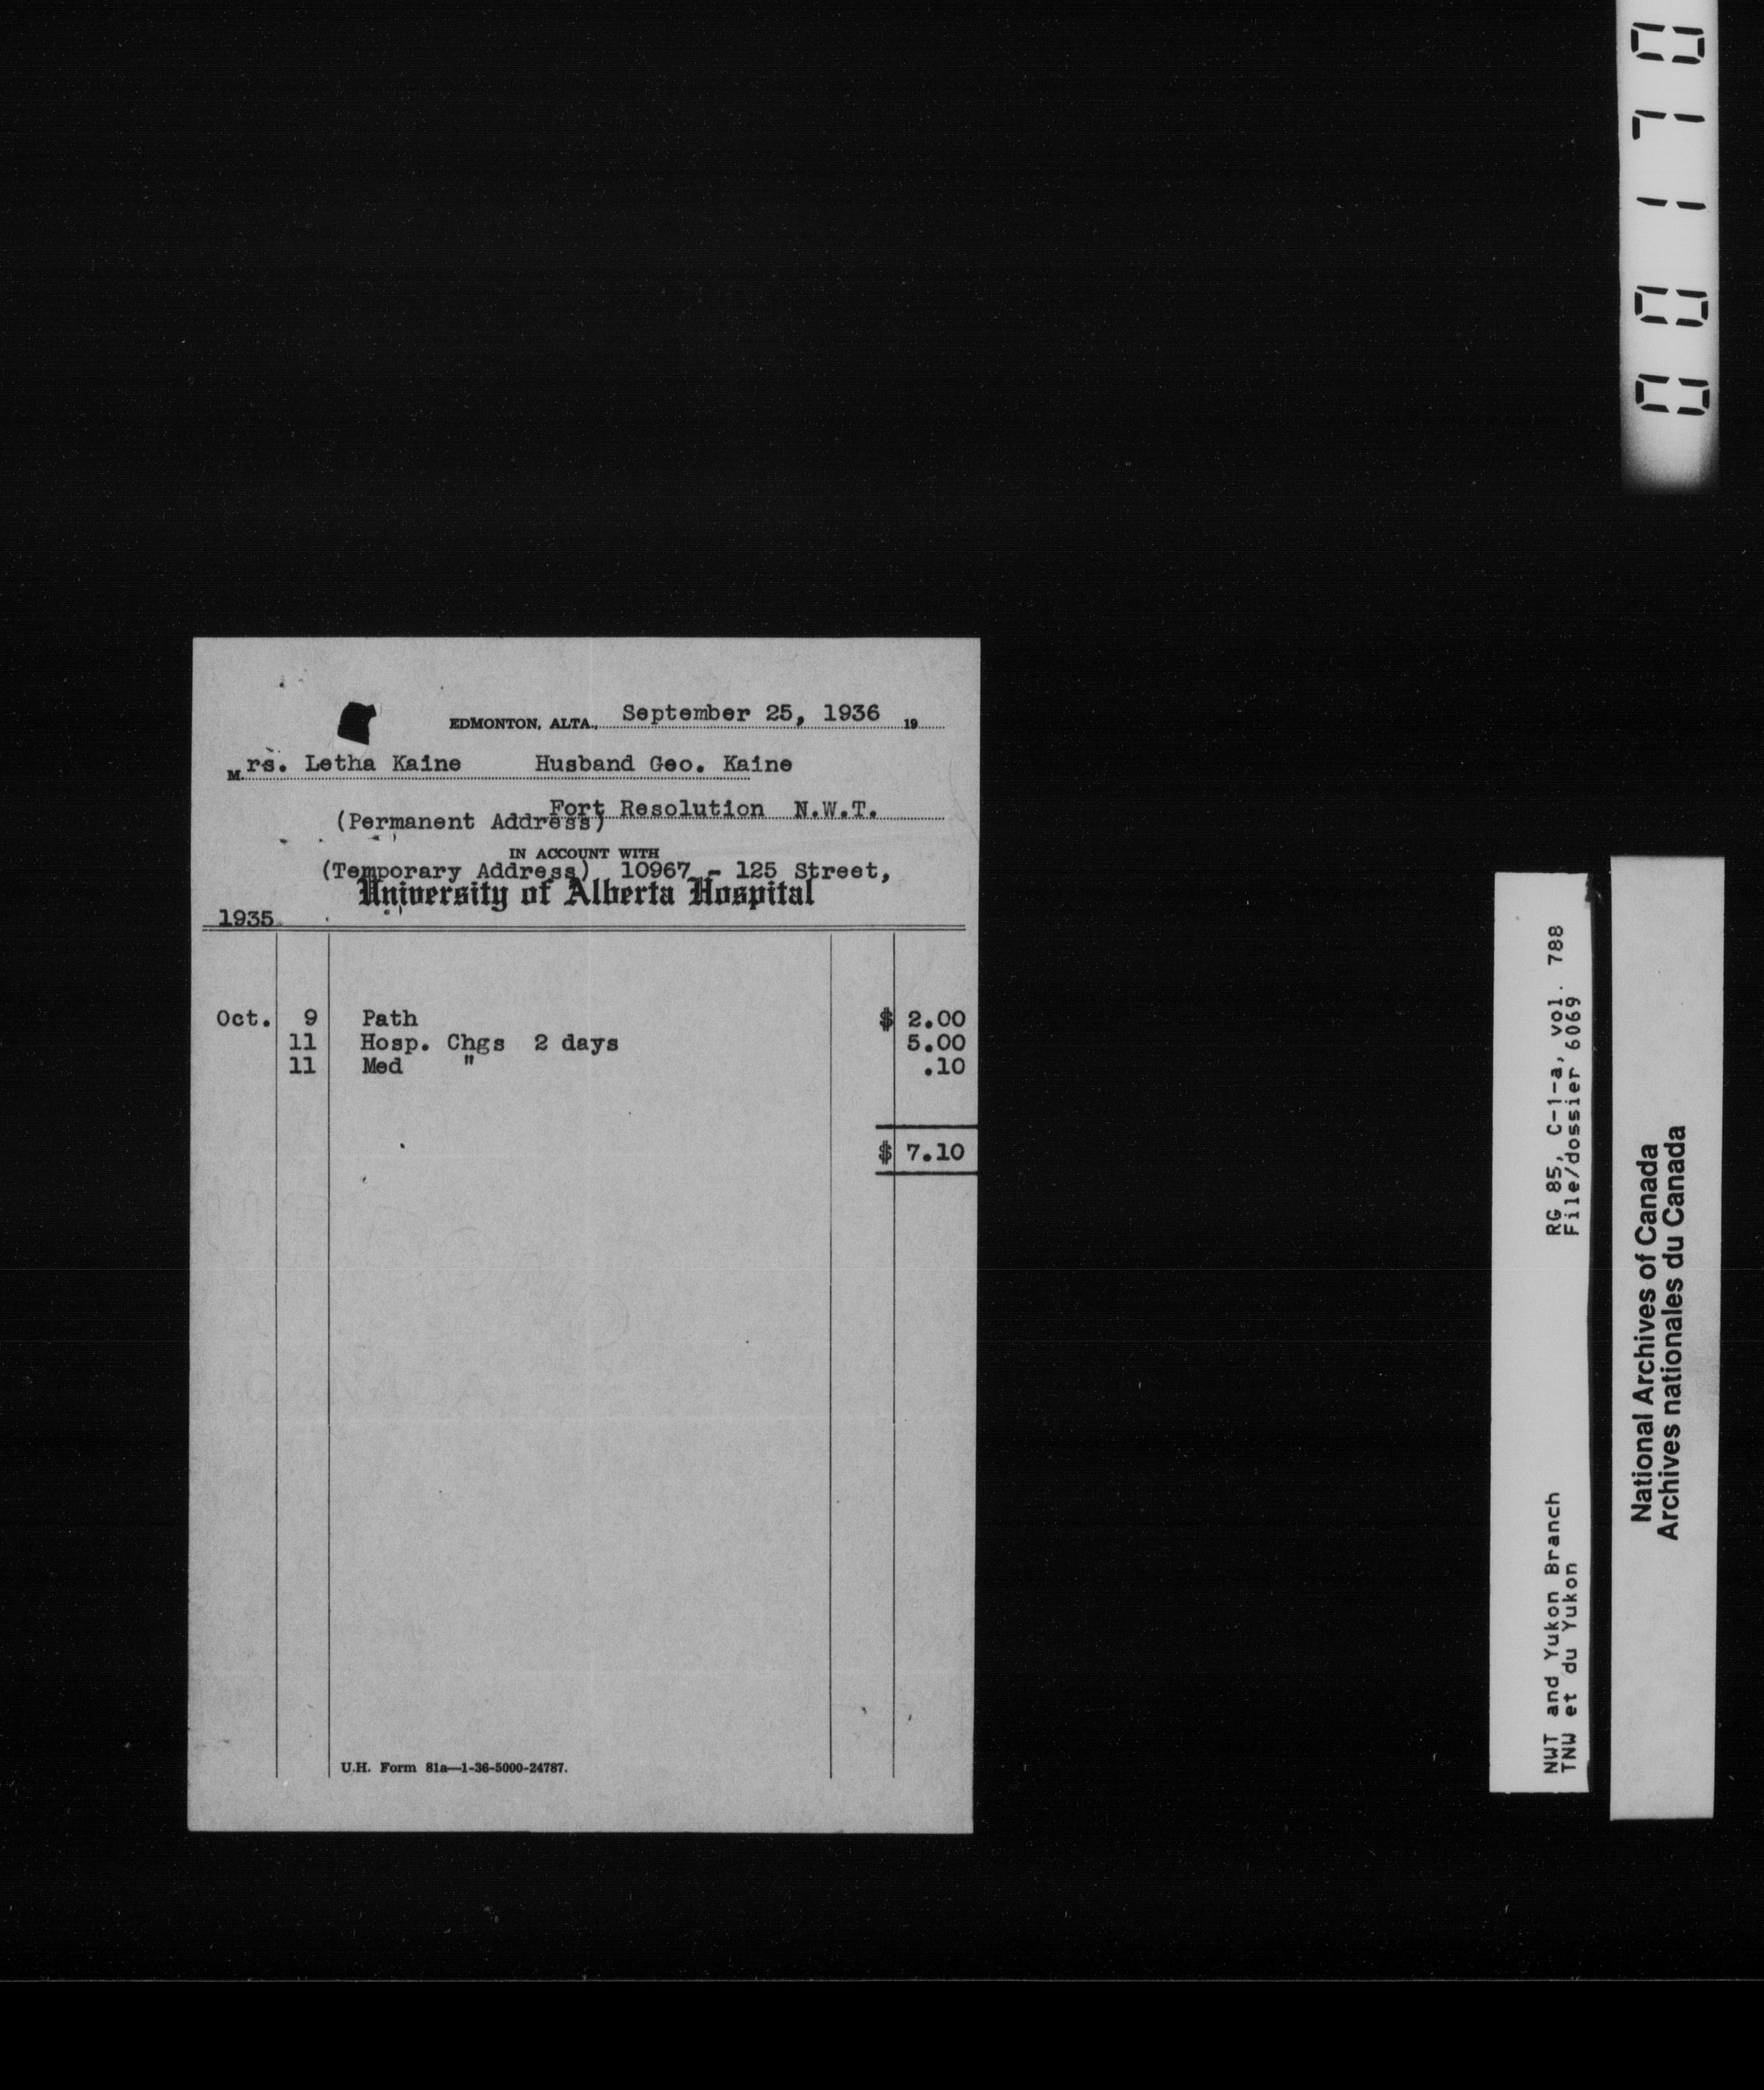 EDMONTON, ALTA., September 25, 1936 19
Mrs. Letha Kaine Husband Geo. Kaine
(Permanent Address) Fort Resolution N.W.T.
IN ACCOUNT WITH
(Temporary Address) 10967 - 125 Street,
University of Alberta Hospital
1935
Oct. 9 Path $ 2.00
11 Hosp. Chgs 2 days 5.00
11 Med " .10
$ 7.10
U.H. Form 81a—1-36-5000-24787.
NWT and Yukon Branch RG 85, C-1-a, vol. 788
TNW et du Yukon File/dossier 6069
National Archives of Canada
Archives nationales du Canada
00170